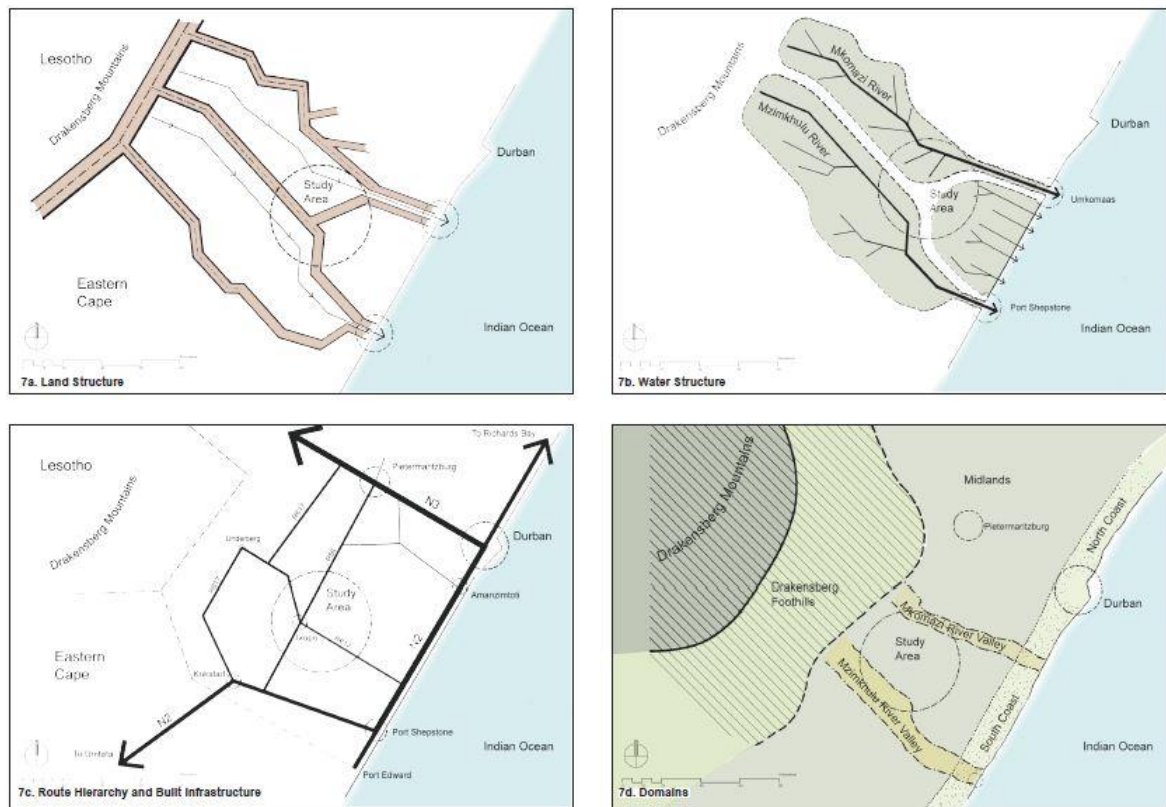 Lesotho
Drakensberg Mountains
Durban
Study
Area
Eastern
Cape
Indian Ocean
7a. Land Structure
Drakensberg Mountains
Mkomazi River
Mzimkhulu River
Durban
Study
Area
Umkomaas
Port Shepstone
Indian Ocean
7b. Water Structure
To Richards Bay
Lesotho
Pietermaritzburg
Drakensberg Mountains
N3
Underberg
Durban
Study
Area
Amanzimtoti
Ixopo
N2
Eastern
Cape
Kokstad
N2
Port Shepstone
To Umtata
Indian Ocean
Port Edward
7c. Route Hierarchy and Built Infrastructure
Drakensberg Mountains
Midlands
North Coast
Pietermaritzburg
Drakensberg
Foothills
Durban
Mkomazi River Valley
Study
Area
Mzimkhulu River Valley
South Coast
Indian Ocean
7d. Domains